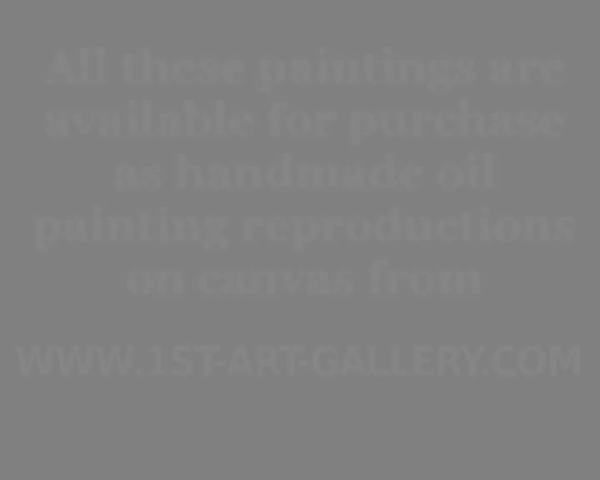 All these paintings are
available for purchase
as handmade oil
painting reproductions
on canvas from
WWW.1ST-ART-GALLERY.COM